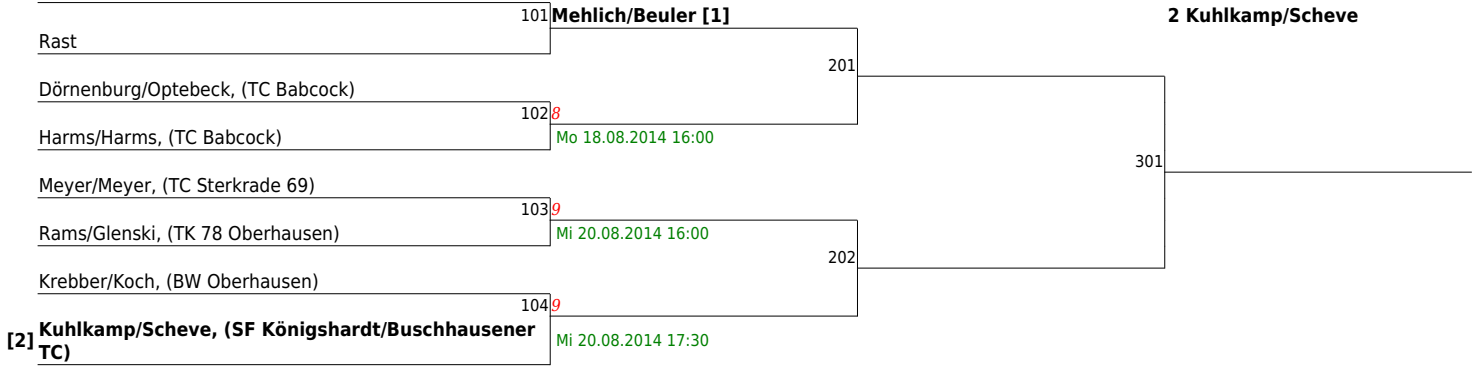 101 Mehlich/Beuler [1]
2 Kuhlkamp/Scheve
Rast
201
Dörnenburg/Optebeck, (TC Babcock)
102 8
Harms/Harms, (TC Babcock)
Mo 18.08.2014 16:00
301
Meyer/Meyer, (TC Sterkrade 69)
103 9
Rams/Glenski, (TK 78 Oberhausen)
Mi 20.08.2014 16:00
202
Krebber/Koch, (BW Oberhausen)
104 9
[2] Kuhlkamp/Scheve, (SF Königshardt/Buschhausener
TC)
Mi 20.08.2014 17:30